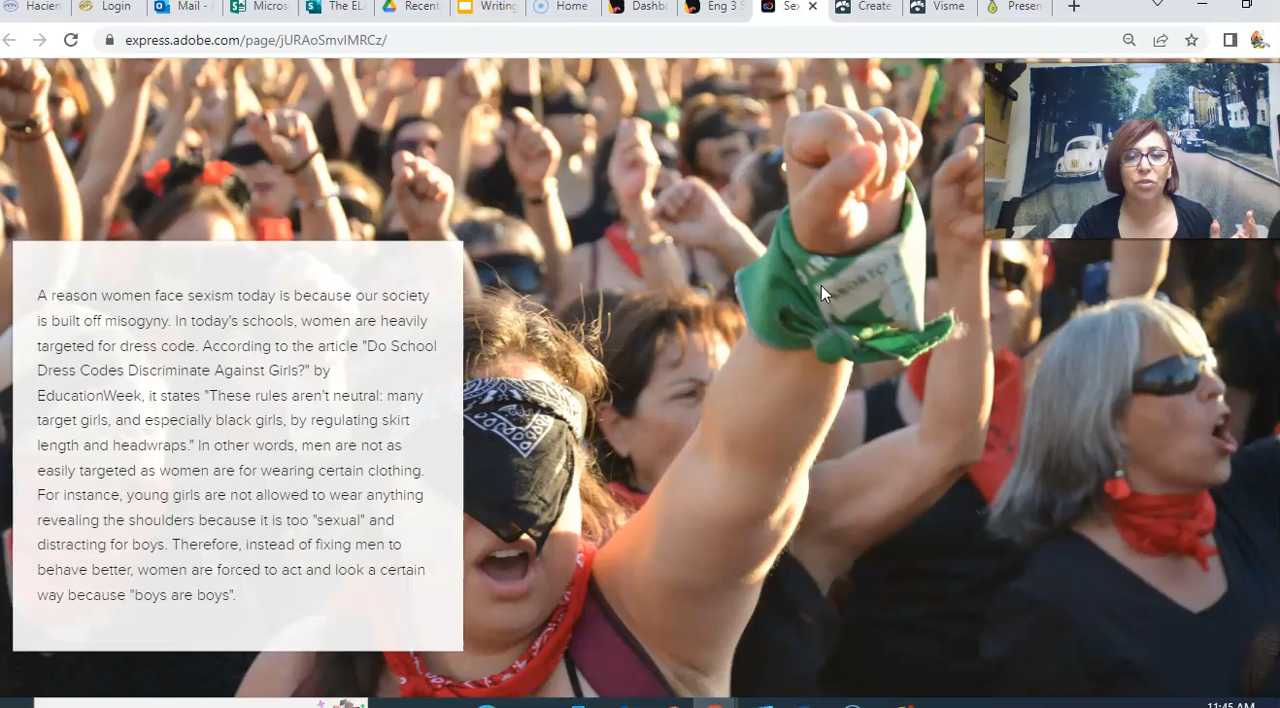 Hacien
Login
Mail -
Micros
The EL
Recent
Writing
Home
Dashb
Eng 3 S
Sex
Create
Visme
Presen
express.adobe.com/page/jURAoSmvlMRCz/
A reason women face sexism today is because our society
is built off misogyny. In today's schools, women are heavily
targeted for dress code. According to the article "Do School
Dress Codes Discriminate Against Girls?" by
EducationWeek, it states "These rules aren't neutral: many
target girls, and especially black girls, by regulating skirt
length and headwraps." In other words, men are not as
easily targeted as women are for wearing certain clothing.
For instance, young girls are not allowed to wear anything
revealing the shoulders because it is too "sexual" and
distracting for boys. Therefore, instead of fixing men to
behave better, women are forced to act and look a certain
way because "boys are boys".
11:45 AM